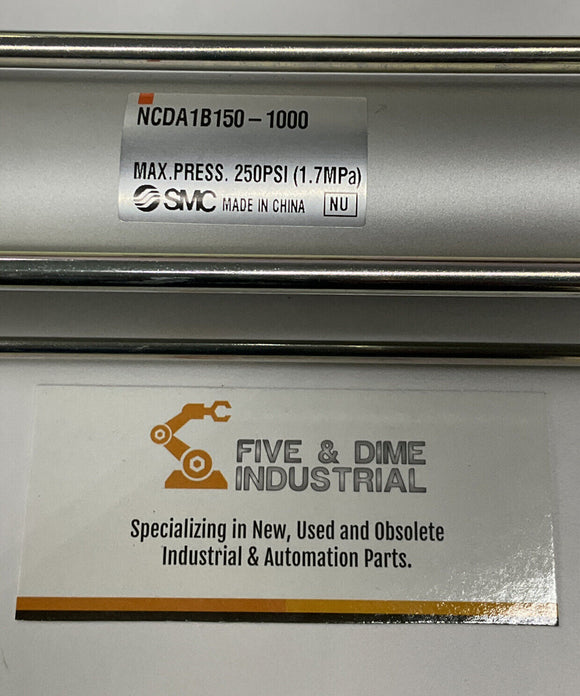 NCDA1B150-1000
MAX.PRESS. 250PSI (1.7MPa)
SMC MADE IN CHINA NU
FIVE & DIME
INDUSTRIAL
Specializing in New, Used and Obsolete
Industrial & Automation Parts.